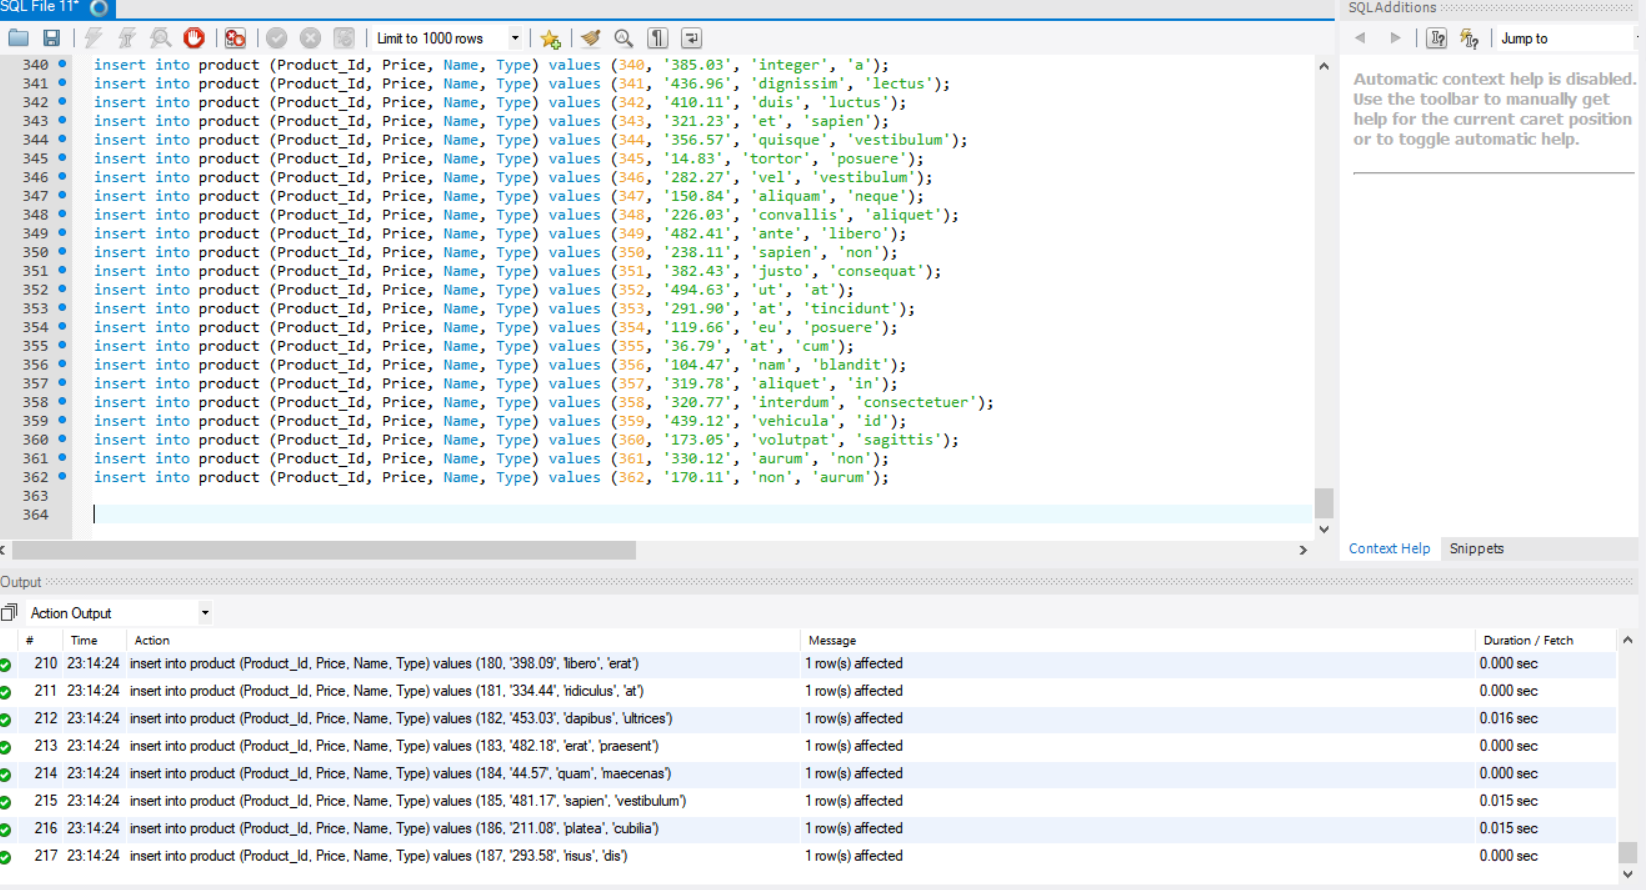 SQL File 11*
SQLAdditions
Limit to 1000 rows
Jump to
340 insert into product (Product_Id, Price, Name, Type) values (340, '385.03', 'integer', 'a');
341 insert into product (Product_Id, Price, Name, Type) values (341, '436.96', 'dignissim', 'lectus');
342 insert into product (Product_Id, Price, Name, Type) values (342, '410.11', 'duis', 'luctus');
343 insert into product (Product_Id, Price, Name, Type) values (343, '321.23', 'et', 'sapien');
344 insert into product (Product_Id, Price, Name, Type) values (344, '356.57', 'quisque', 'vestibulum');
345 insert into product (Product_Id, Price, Name, Type) values (345, '14.83', 'tortor', 'posuere');
346 insert into product (Product_Id, Price, Name, Type) values (346, '282.27', 'vel', 'vestibulum');
347 insert into product (Product_Id, Price, Name, Type) values (347, '150.84', 'aliquam', 'neque');
348 insert into product (Product_Id, Price, Name, Type) values (348, '226.03', 'convallis', 'aliquet');
349 insert into product (Product_Id, Price, Name, Type) values (349, '482.41', 'ante', 'libero');
350 insert into product (Product_Id, Price, Name, Type) values (350, '238.11', 'sapien', 'non');
351 insert into product (Product_Id, Price, Name, Type) values (351, '382.43', 'justo', 'consequat');
352 insert into product (Product_Id, Price, Name, Type) values (352, '494.63', 'ut', 'at');
353 insert into product (Product_Id, Price, Name, Type) values (353, '291.90', 'at', 'tincidunt');
354 insert into product (Product_Id, Price, Name, Type) values (354, '119.66', 'eu', 'posuere');
355 insert into product (Product_Id, Price, Name, Type) values (355, '36.79', 'at', 'cum');
356 insert into product (Product_Id, Price, Name, Type) values (356, '104.47', 'nam', 'blandit');
357 insert into product (Product_Id, Price, Name, Type) values (357, '319.78', 'aliquet', 'in');
358 insert into product (Product_Id, Price, Name, Type) values (358, '320.77', 'interdum', 'consectetuer');
359 insert into product (Product_Id, Price, Name, Type) values (359, '439.12', 'vehicula', 'id');
360 insert into product (Product_Id, Price, Name, Type) values (360, '173.05', 'volutpat', 'sagittis');
361 insert into product (Product_Id, Price, Name, Type) values (361, '330.12', 'aurum', 'non');
362 insert into product (Product_Id, Price, Name, Type) values (362, '170.11', 'non', 'aurum');
363
364
Automatic context help is disabled.
Use the toolbar to manually get
help for the current caret position
or to toggle automatic help.
Context Help Snippets
Output
Action Output
# Time Action Message Duration / Fetch
210 23:14:24 insert into product (Product_Id, Price, Name, Type) values (180, '398.09', 'libero', 'erat') 1 row(s) affected 0.000 sec
211 23:14:24 insert into product (Product_Id, Price, Name, Type) values (181, '334.44', 'ridiculus', 'at') 1 row(s) affected 0.000 sec
212 23:14:24 insert into product (Product_Id, Price, Name, Type) values (182, '453.03', 'dapibus', 'ultrices') 1 row(s) affected 0.016 sec
213 23:14:24 insert into product (Product_Id, Price, Name, Type) values (183, '482.18', 'erat', 'praesent') 1 row(s) affected 0.000 sec
214 23:14:24 insert into product (Product_Id, Price, Name, Type) values (184, '44.57', 'quam', 'maecenas') 1 row(s) affected 0.000 sec
215 23:14:24 insert into product (Product_Id, Price, Name, Type) values (185, '481.17', 'sapien', 'vestibulum') 1 row(s) affected 0.015 sec
216 23:14:24 insert into product (Product_Id, Price, Name, Type) values (186, '211.08', 'platea', 'cubilia') 1 row(s) affected 0.015 sec
217 23:14:24 insert into product (Product_Id, Price, Name, Type) values (187, '293.58', 'risus', 'dis') 1 row(s) affected 0.000 sec